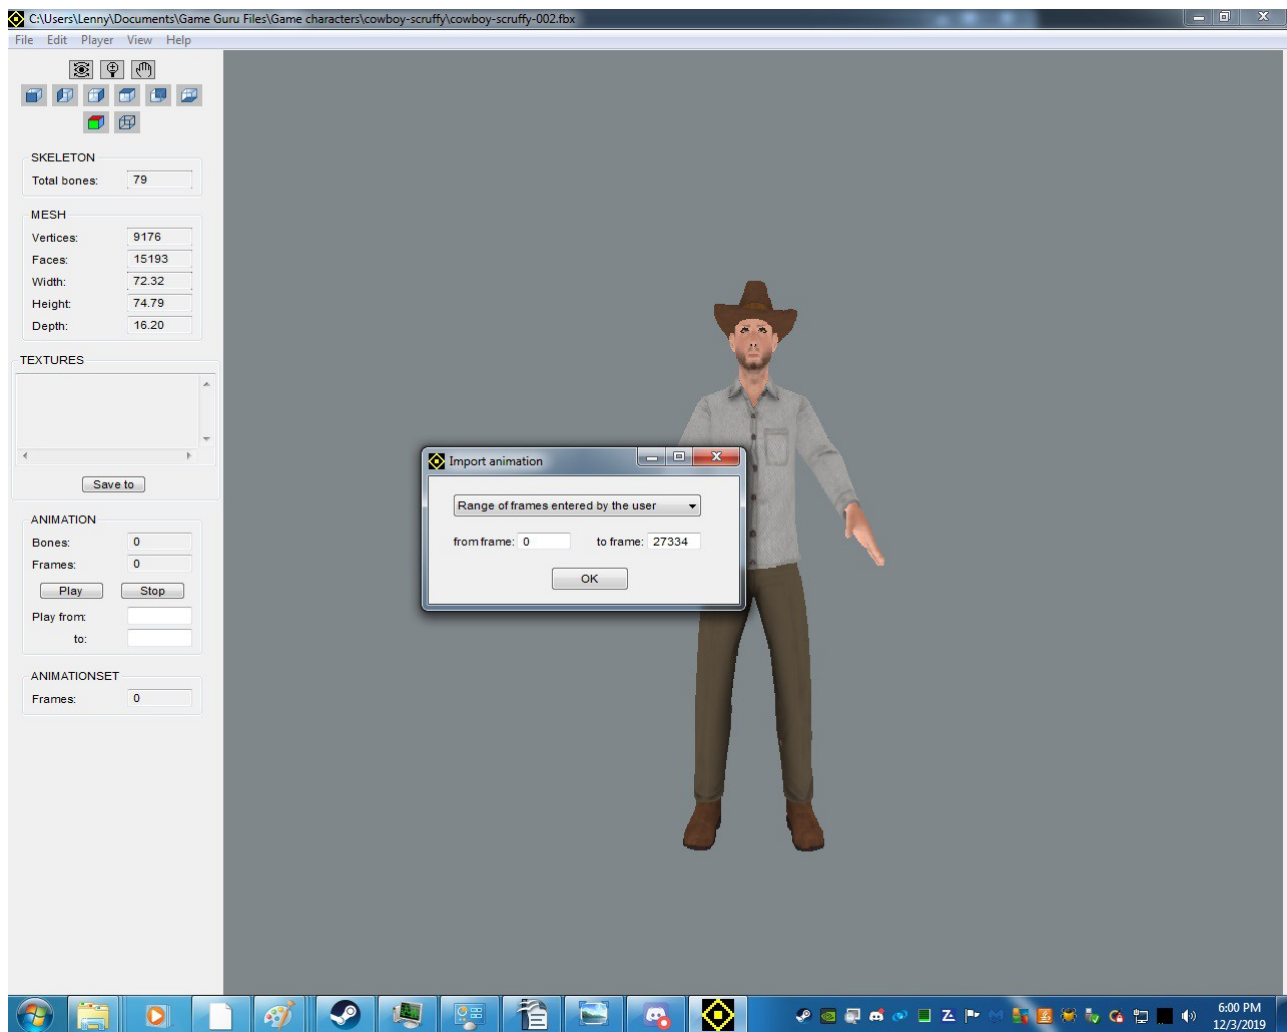 C:\Users\Lenny\Documents\Game Guru Files\Game characters\cowboy-scruffy\cowboy-scruffy-002.fbx
File Edit Player View Help
SKELETON
Total bones: 79
MESH
Vertices: 9176
Faces: 15193
Width: 72.32
Height: 74.79
Depth: 16.20
TEXTURES
Save to
ANIMATION
Bones: 0
Frames: 0
Play Stop
Play from:
to:
ANIMATIONSET
Frames: 0
Import animation
Range of frames entered by the user
from frame: 0 to frame: 27334
OK
6:00 PM
12/3/2019